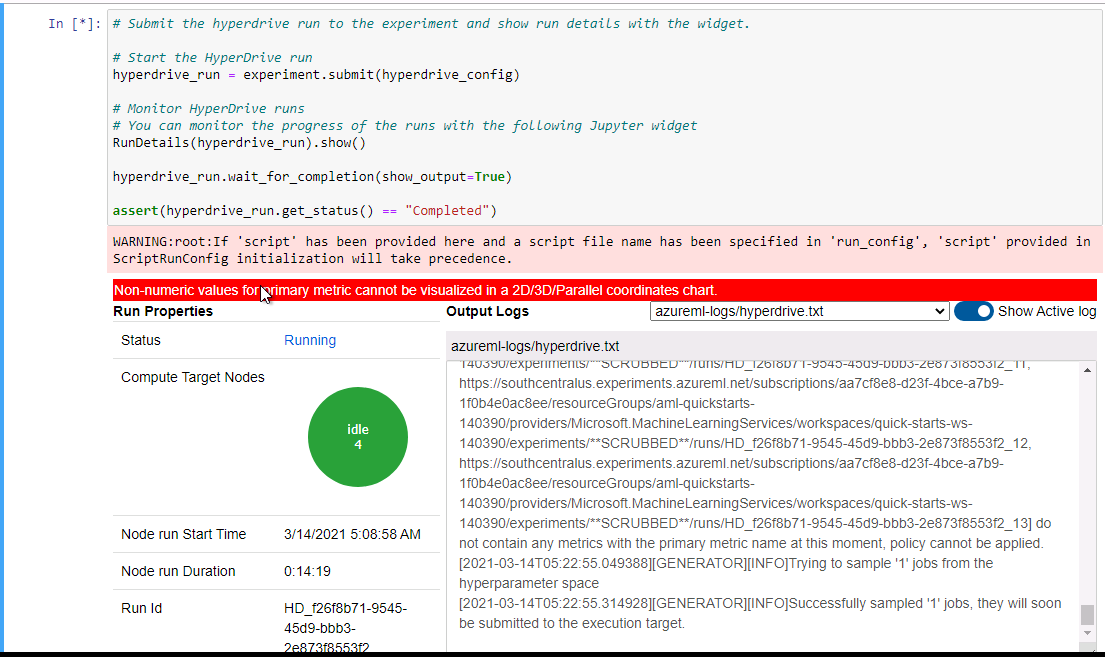 In [*]: # Submit the hyperdrive run to the experiment and show run details with the widget.
# Start the HyperDrive run
hyperdrive_run = experiment.submit(hyperdrive_config)
# Monitor HyperDrive runs
# You can monitor the progress of the runs with the following Jupyter widget
RunDetails(hyperdrive_run).show()
hyperdrive_run.wait_for_completion(show_output=True)
assert(hyperdrive_run.get_status() == "Completed")
WARNING:root:If 'script' has been provided here and a script file name has been specified in 'run_config', 'script' provided in
ScriptRunConfig initialization will take precedence.
Non-numeric values for primary metric cannot be visualized in a 2D/3D/Parallel coordinates chart.
Run Properties
Status Running
Compute Target Nodes
idle
4
Node run Start Time 3/14/2021 5:08:58 AM
Node run Duration 0:14:19
Run Id HD_f26f8b71-9545-
45d9-bbb3-
2e873f8553f2
Output Logs azureml-logs/hyperdrive.txt Show Active log
azureml-logs/hyperdrive.txt
140390/experiments/**SCRUBBED**/runs/HD_f26f8b71-9545-45d9-bbb3-2e873f8553f2_11,
https://southcentralus.experiments.azureml.net/subscriptions/aa7cf8e8-d23f-4bce-a7b9-
1f0b4e0ac8ee/resourceGroups/aml-quickstarts-
140390/providers/Microsoft.MachineLearningServices/workspaces/quick-starts-ws-
140390/experiments/**SCRUBBED**/runs/HD_f26f8b71-9545-45d9-bbb3-2e873f8553f2_12,
https://southcentralus.experiments.azureml.net/subscriptions/aa7cf8e8-d23f-4bce-a7b9-
1f0b4e0ac8ee/resourceGroups/aml-quickstarts-
140390/providers/Microsoft.MachineLearningServices/workspaces/quick-starts-ws-
140390/experiments/**SCRUBBED**/runs/HD_f26f8b71-9545-45d9-bbb3-2e873f8553f2_13] do
not contain any metrics with the primary metric name at this moment, policy cannot be applied.
[2021-03-14T05:22:55.049388][GENERATOR][INFO]Trying to sample '1' jobs from the
hyperparameter space
[2021-03-14T05:22:55.314928][GENERATOR][INFO]Successfully sampled '1' jobs, they will soon
be submitted to the execution target.